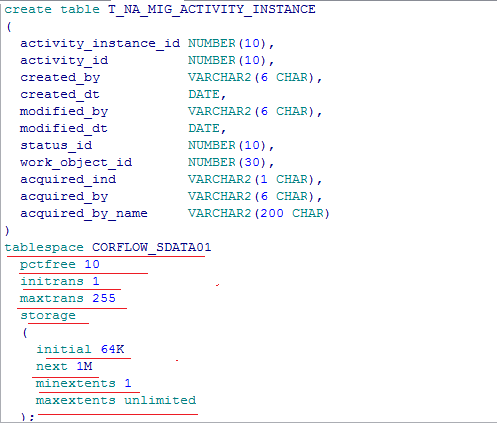 create table T_NA_MIG_ACTIVITY_INSTANCE
(
activity_instance_id NUMBER(10),
activity_id NUMBER(10),
created_by VARCHAR2(6 CHAR),
created_dt DATE,
modified_by VARCHAR2(6 CHAR),
modified_dt DATE,
status_id NUMBER(10),
work_object_id NUMBER(30),
acquired_ind VARCHAR2(1 CHAR),
acquired_by VARCHAR2(6 CHAR),
acquired_by_name VARCHAR2(200 CHAR)
)
tablespace CORFLOW_SDATA01
pctfree 10
initrans 1
maxtrans 255
storage
(
initial 64K
next 1M
minextents 1
maxextents unlimited
);